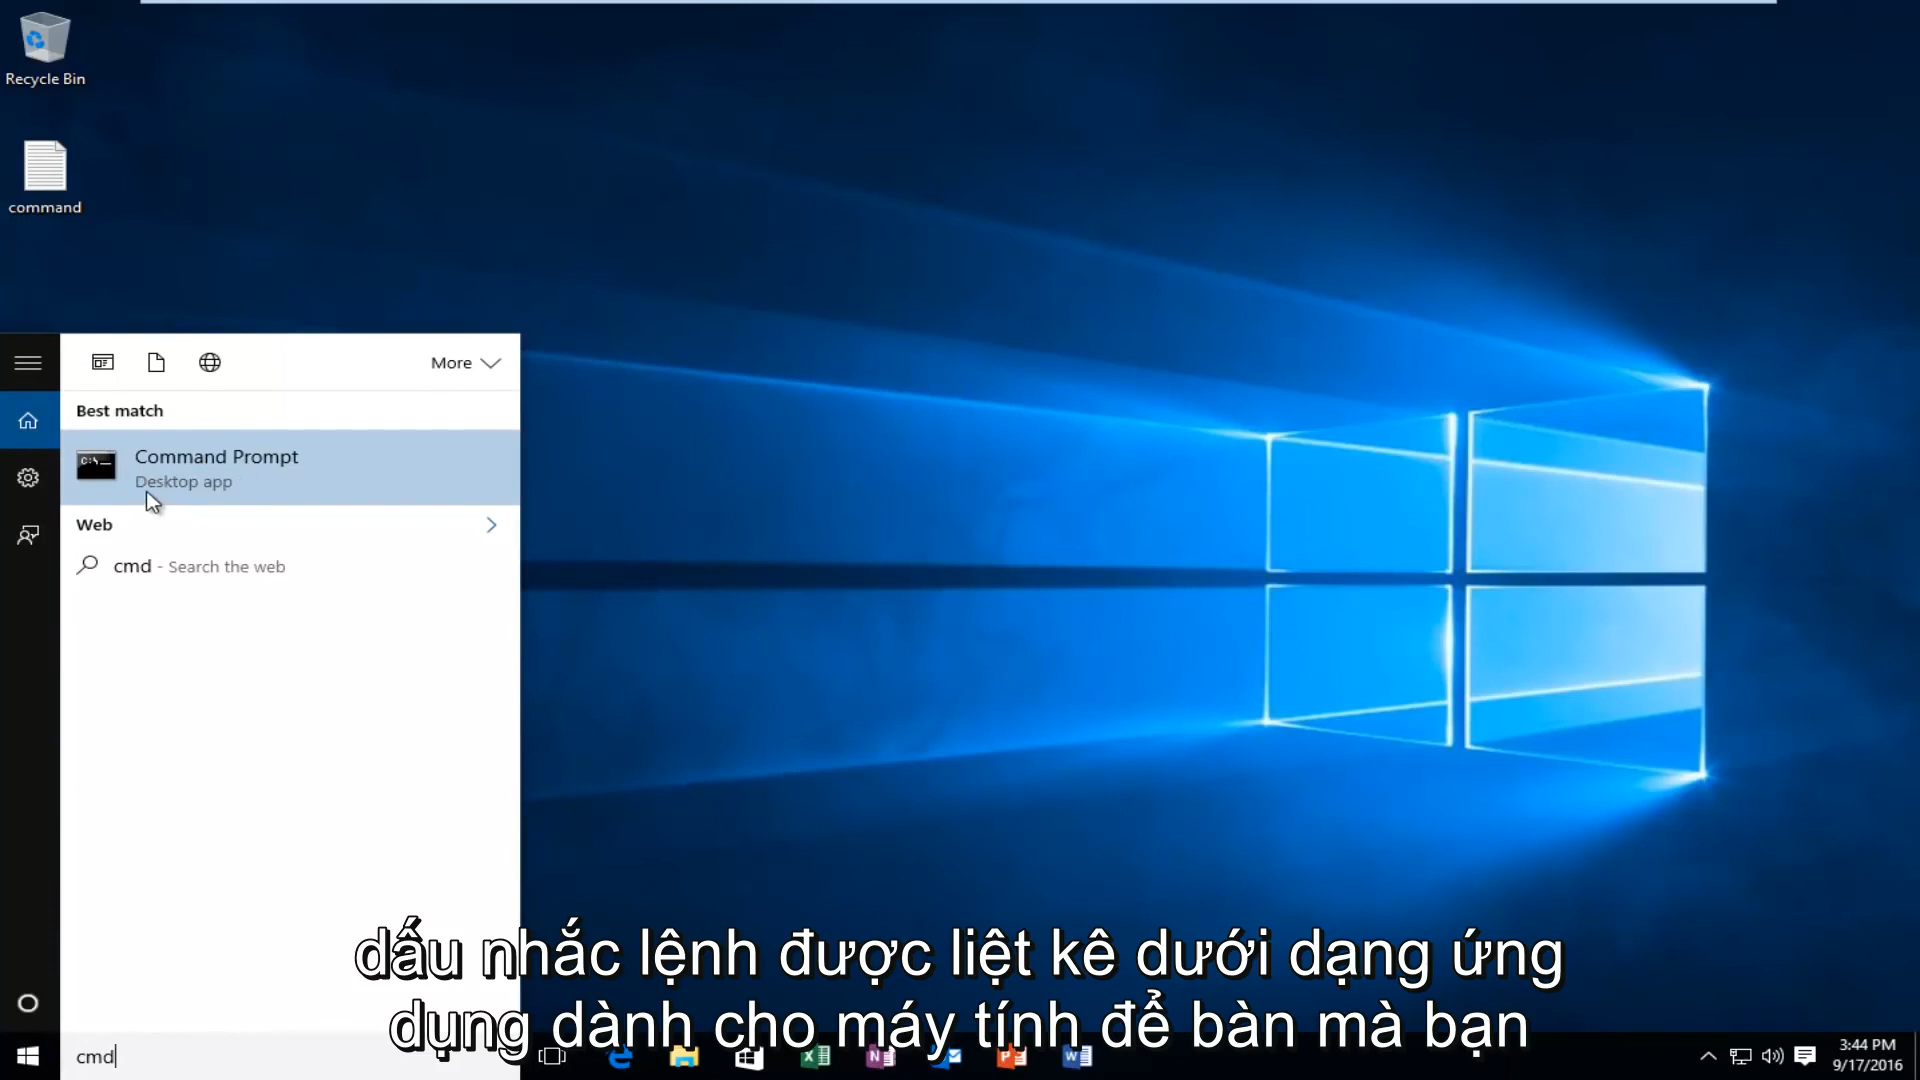 Recycle Bin
command
More
Best match
Command Prompt
Desktop app
Web
cmd - Search the web
dấu nhắc lệnh được liệt kê dưới dạng ứng
dụng dành cho máy tính để bàn mà bạn
cmd
3:44 PM
9/17/2016